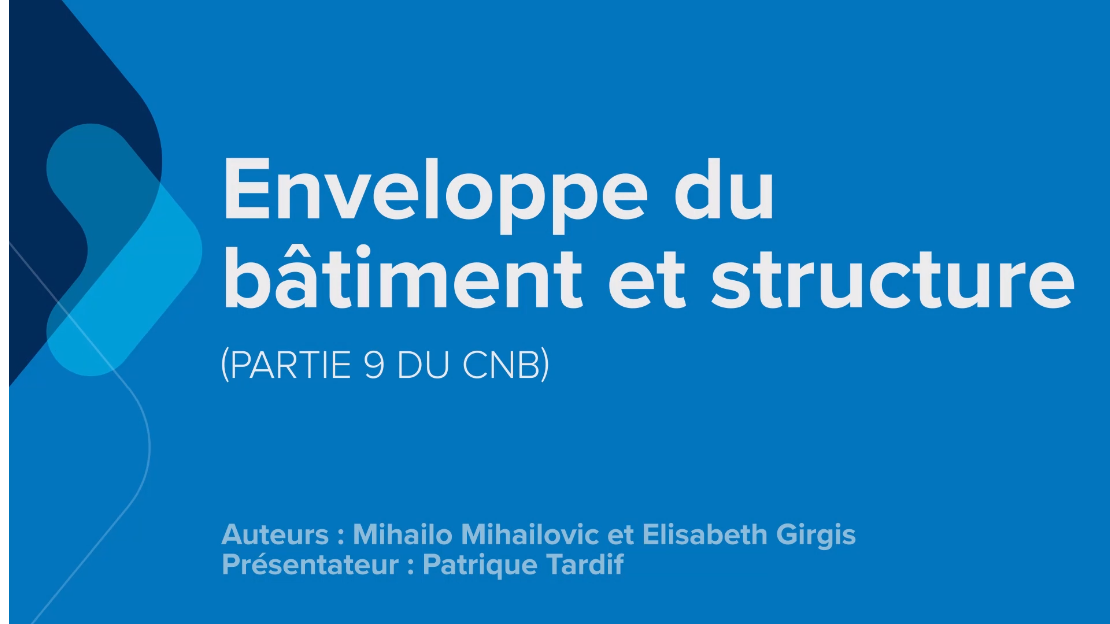 Enveloppe du
bâtiment et structure
(PARTIE 9 DU CNB)
Auteurs : Mihailo Mihailovic et Elisabeth Girgis
Présentateur : Patrique Tardif